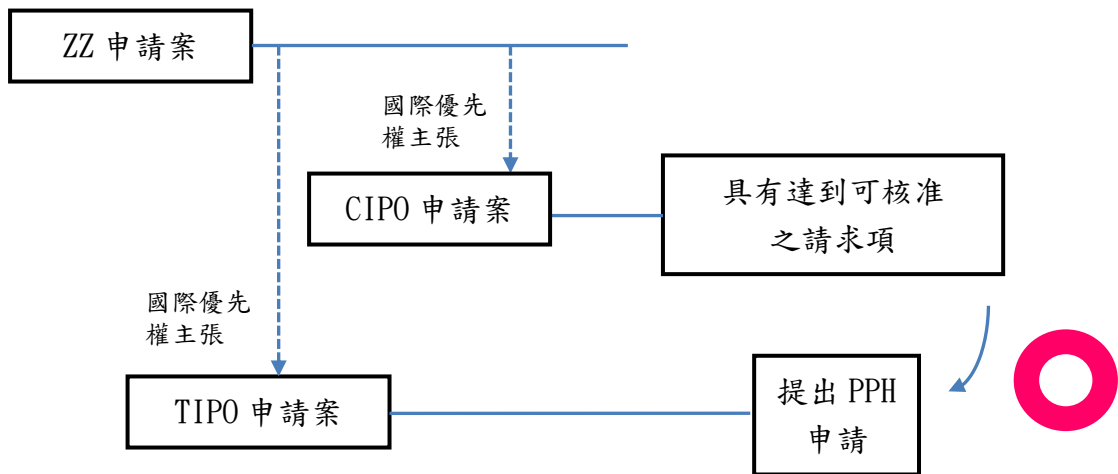 ZZ 申請案
國際優先
權主張
CIPO 申請案
具有達到可核准
之請求項
國際優先
權主張
TIPO 申請案
提出 PPH
申請